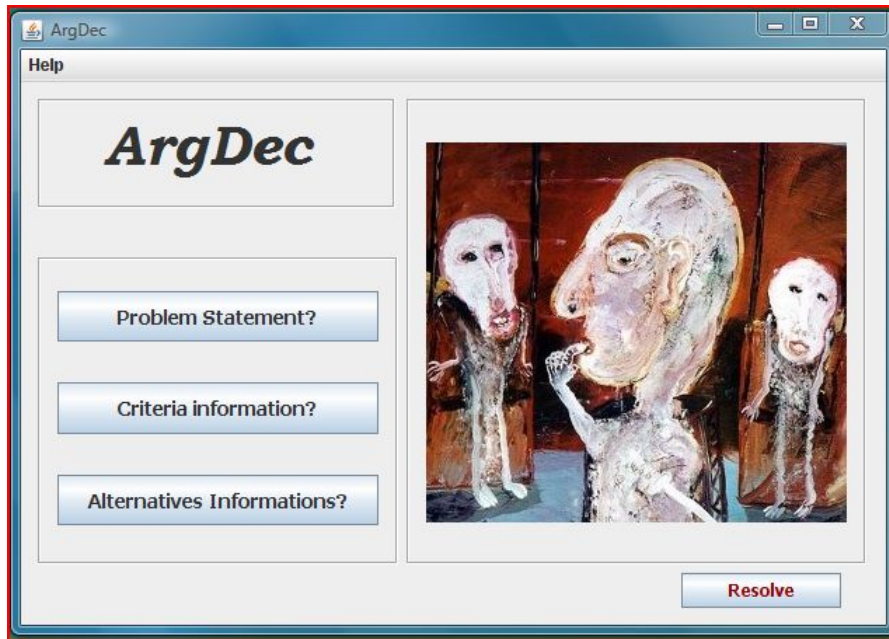 ArgDec
Help
ArgDec
Problem Statement?
Criteria information?
Alternatives Informations?
Resolve